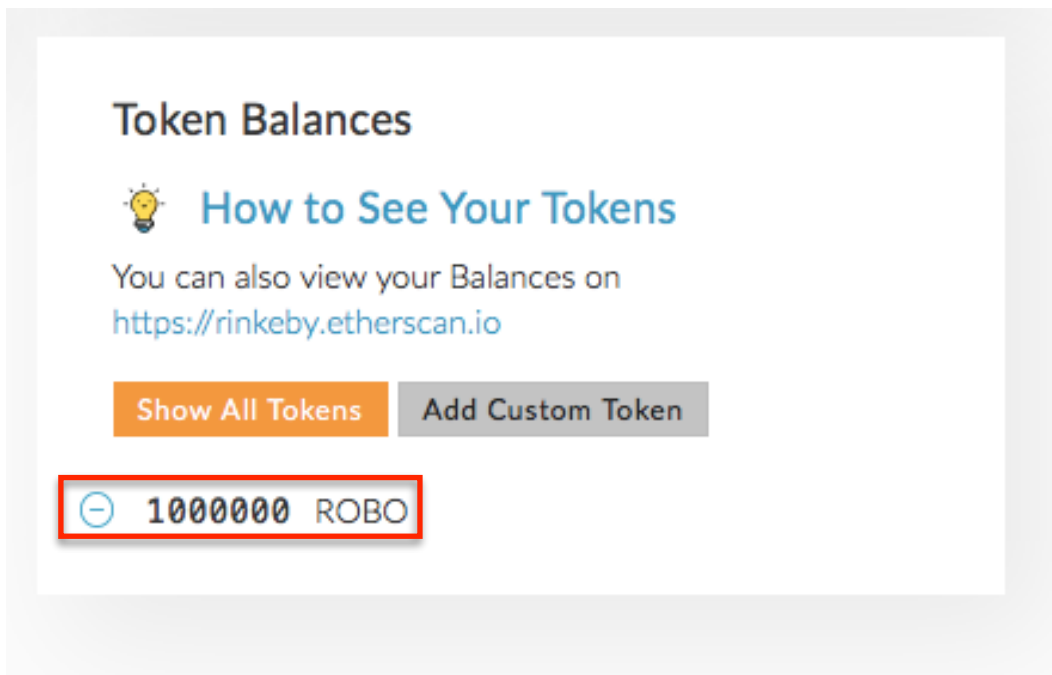 Token Balances
How to See Your Tokens
You can also view your Balances on
https://rinkeby.etherscan.io
Show All Tokens Add Custom Token
1000000 ROBO